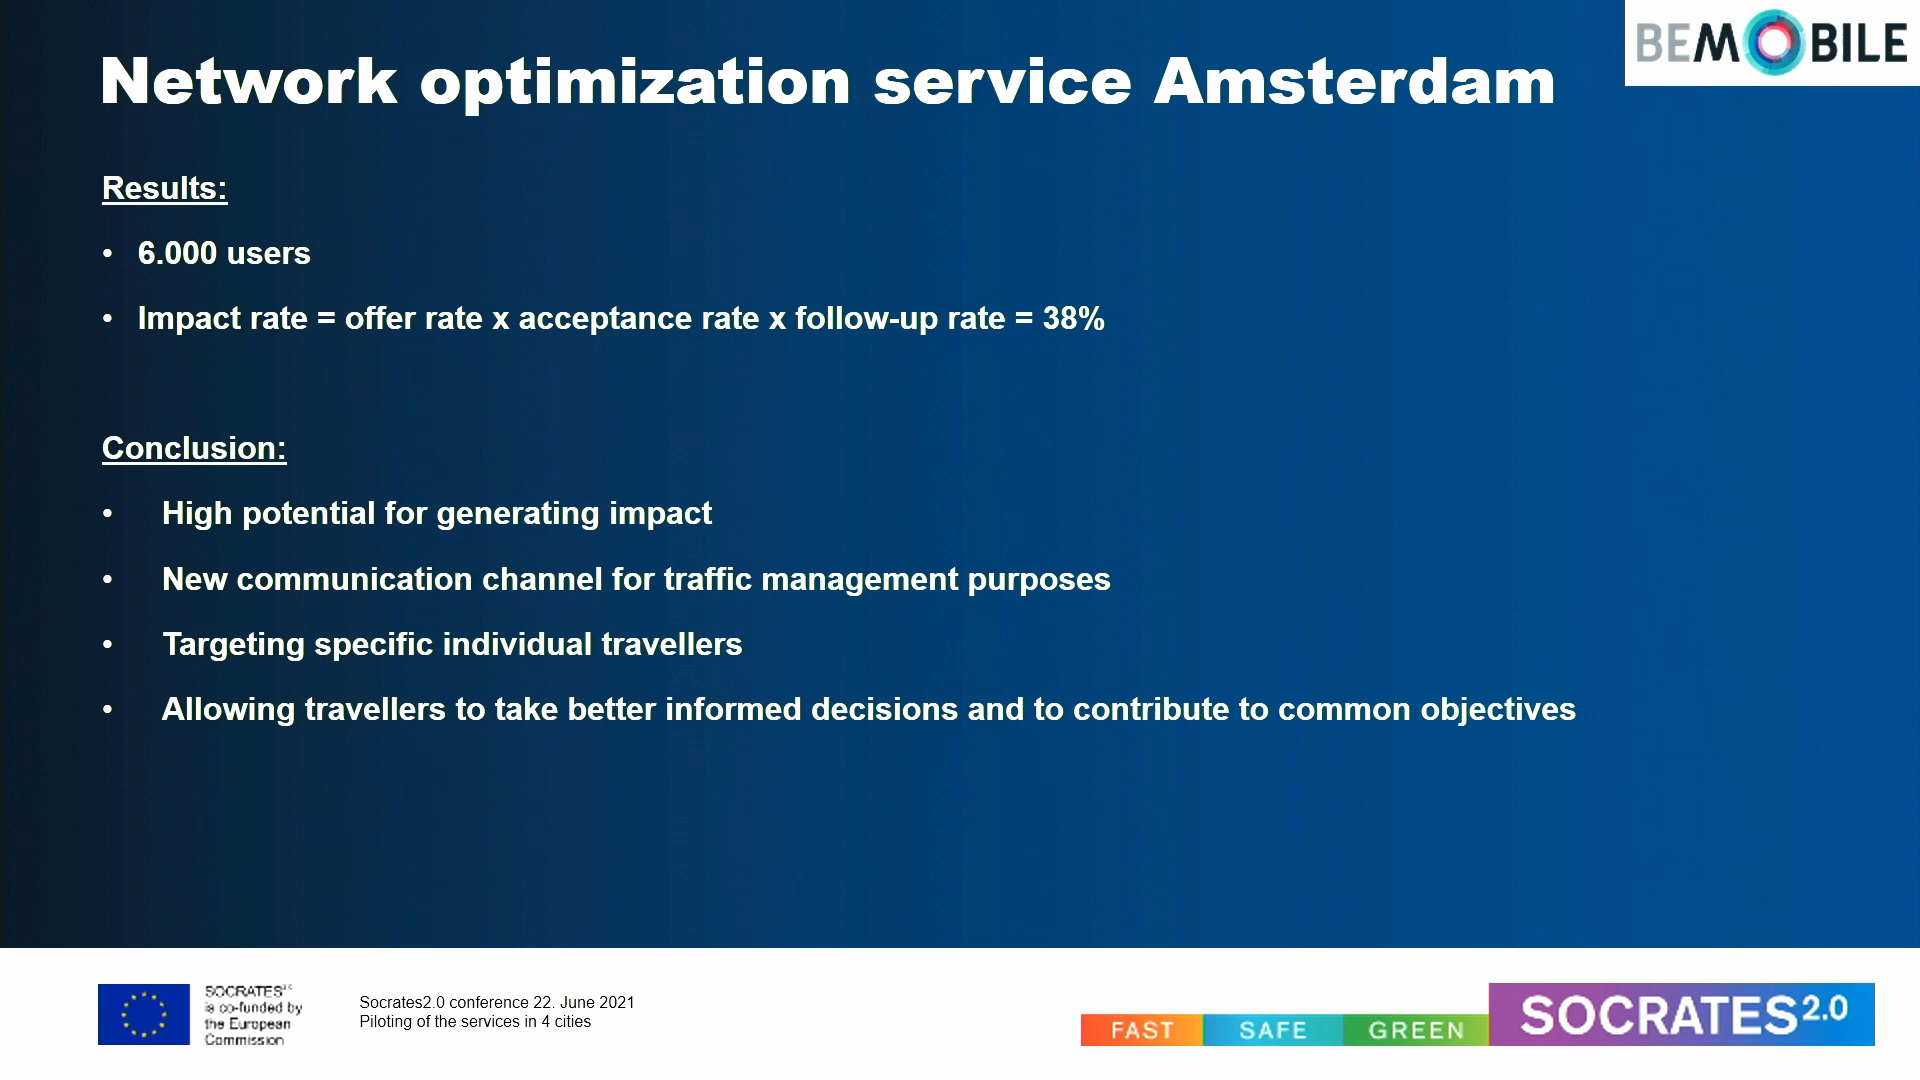 Network optimization service Amsterdam
BEMOBILE
Results:
• 6.000 users
• Impact rate = offer rate x acceptance rate x follow-up rate = 38%
Conclusion:
• High potential for generating impact
• New communication channel for traffic management purposes
• Targeting specific individual travellers
• Allowing travellers to take better informed decisions and to contribute to common objectives
SOCRATES²·⁰
is co-funded by
the European
Commission
Socrates2.0 conference 22. June 2021
Piloting of the services in 4 cities
FAST SAFE GREEN
SOCRATES2.0